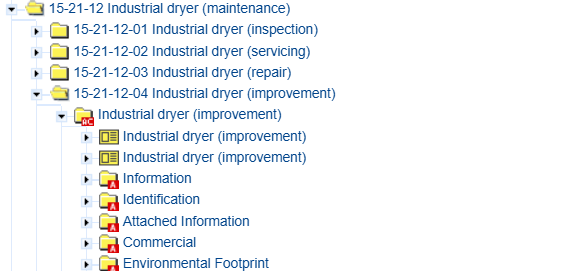 15-21-12 Industrial dryer (maintenance)
15-21-12-01 Industrial dryer (inspection)
15-21-12-02 Industrial dryer (servicing)
15-21-12-03 Industrial dryer (repair)
15-21-12-04 Industrial dryer (improvement)
AC Industrial dryer (improvement)
Industrial dryer (improvement)
Industrial dryer (improvement)
A Information
A Identification
A Attached Information
A Commercial
A Environmental Footprint